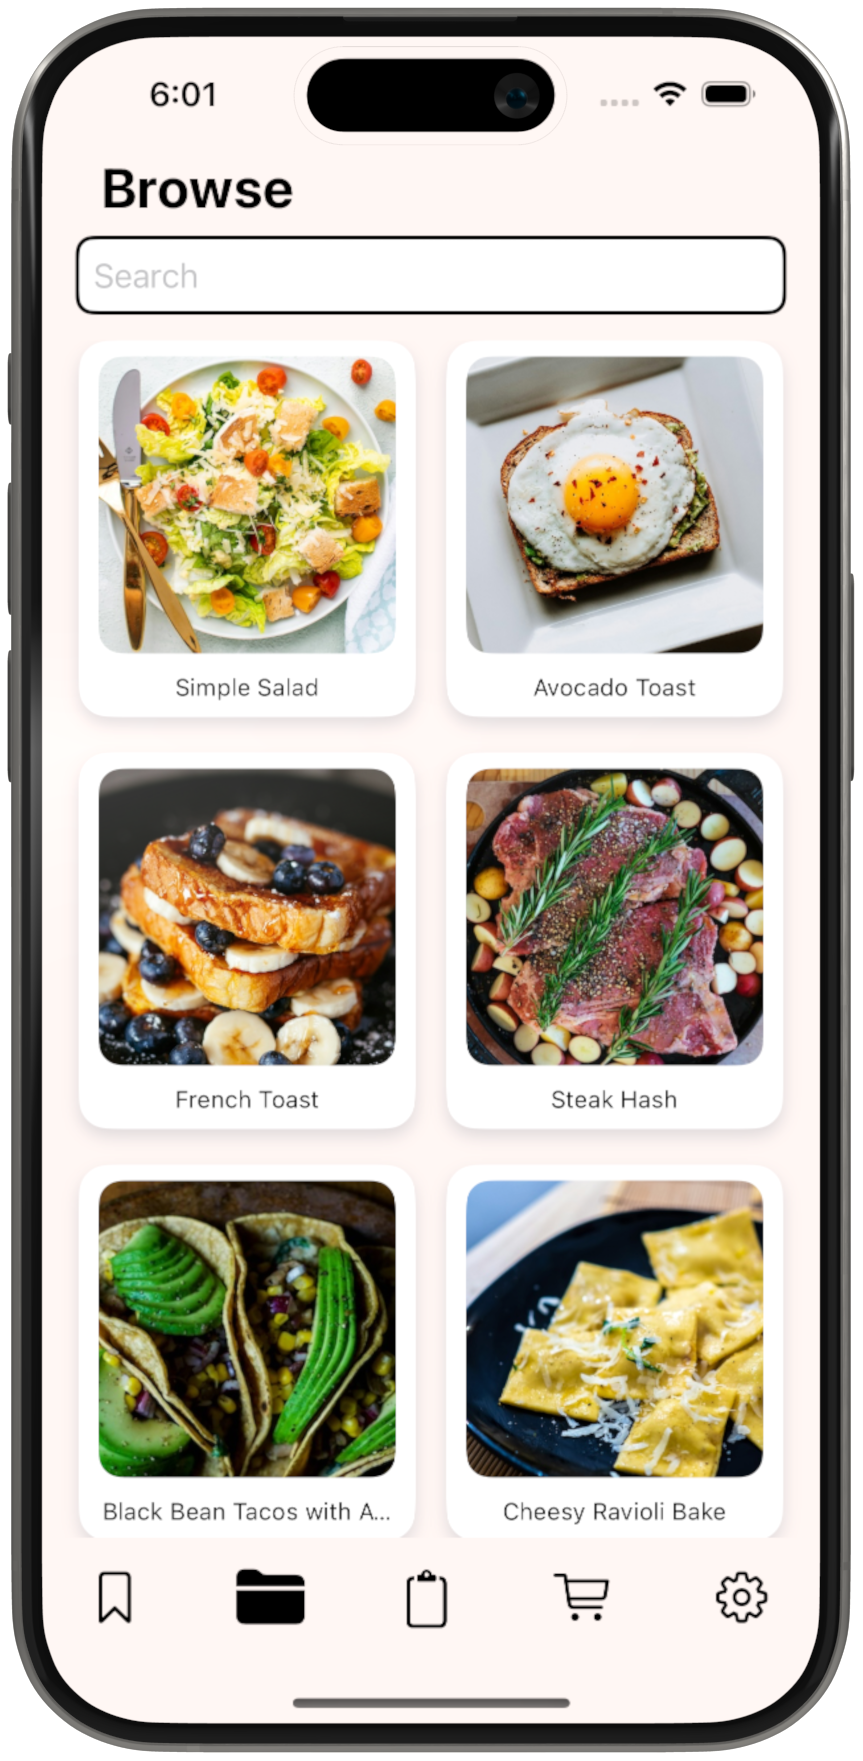 6:01
Browse
Search
Simple Salad
Avocado Toast
French Toast
Steak Hash
Black Bean Tacos with A...
Cheesy Ravioli Bake